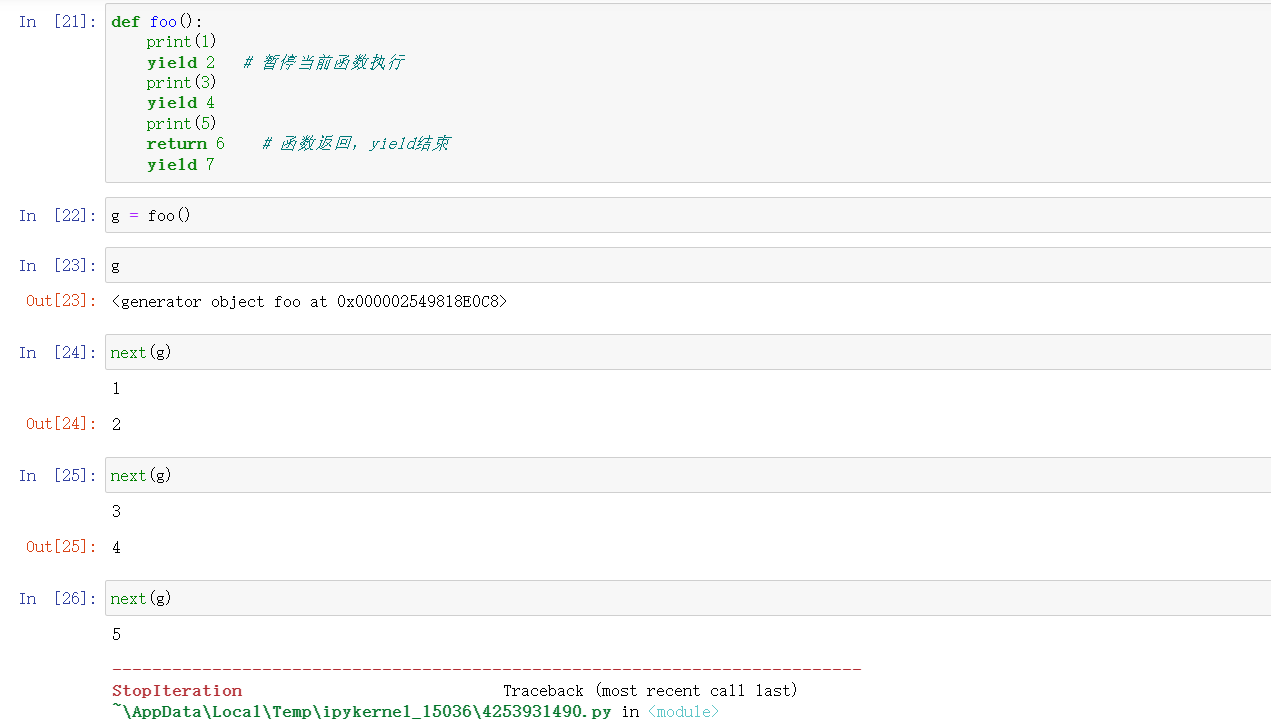 In [21]: def foo():
    print(1)
    yield 2   # 暂停当前函数执行
    print(3)
    yield 4
    print(5)
    return 6    # 函数返回，yield结束
    yield 7
In [22]: g = foo()
In [23]: g
Out[23]: <generator object foo at 0x000002549818E0C8>
In [24]: next(g)
1
Out[24]: 2
In [25]: next(g)
3
Out[25]: 4
In [26]: next(g)
5
---------------------------------------------------------------------------
StopIteration                             Traceback (most recent call last)
~\AppData\Local\Temp\ipykernel_15036\4253931490.py in <module>